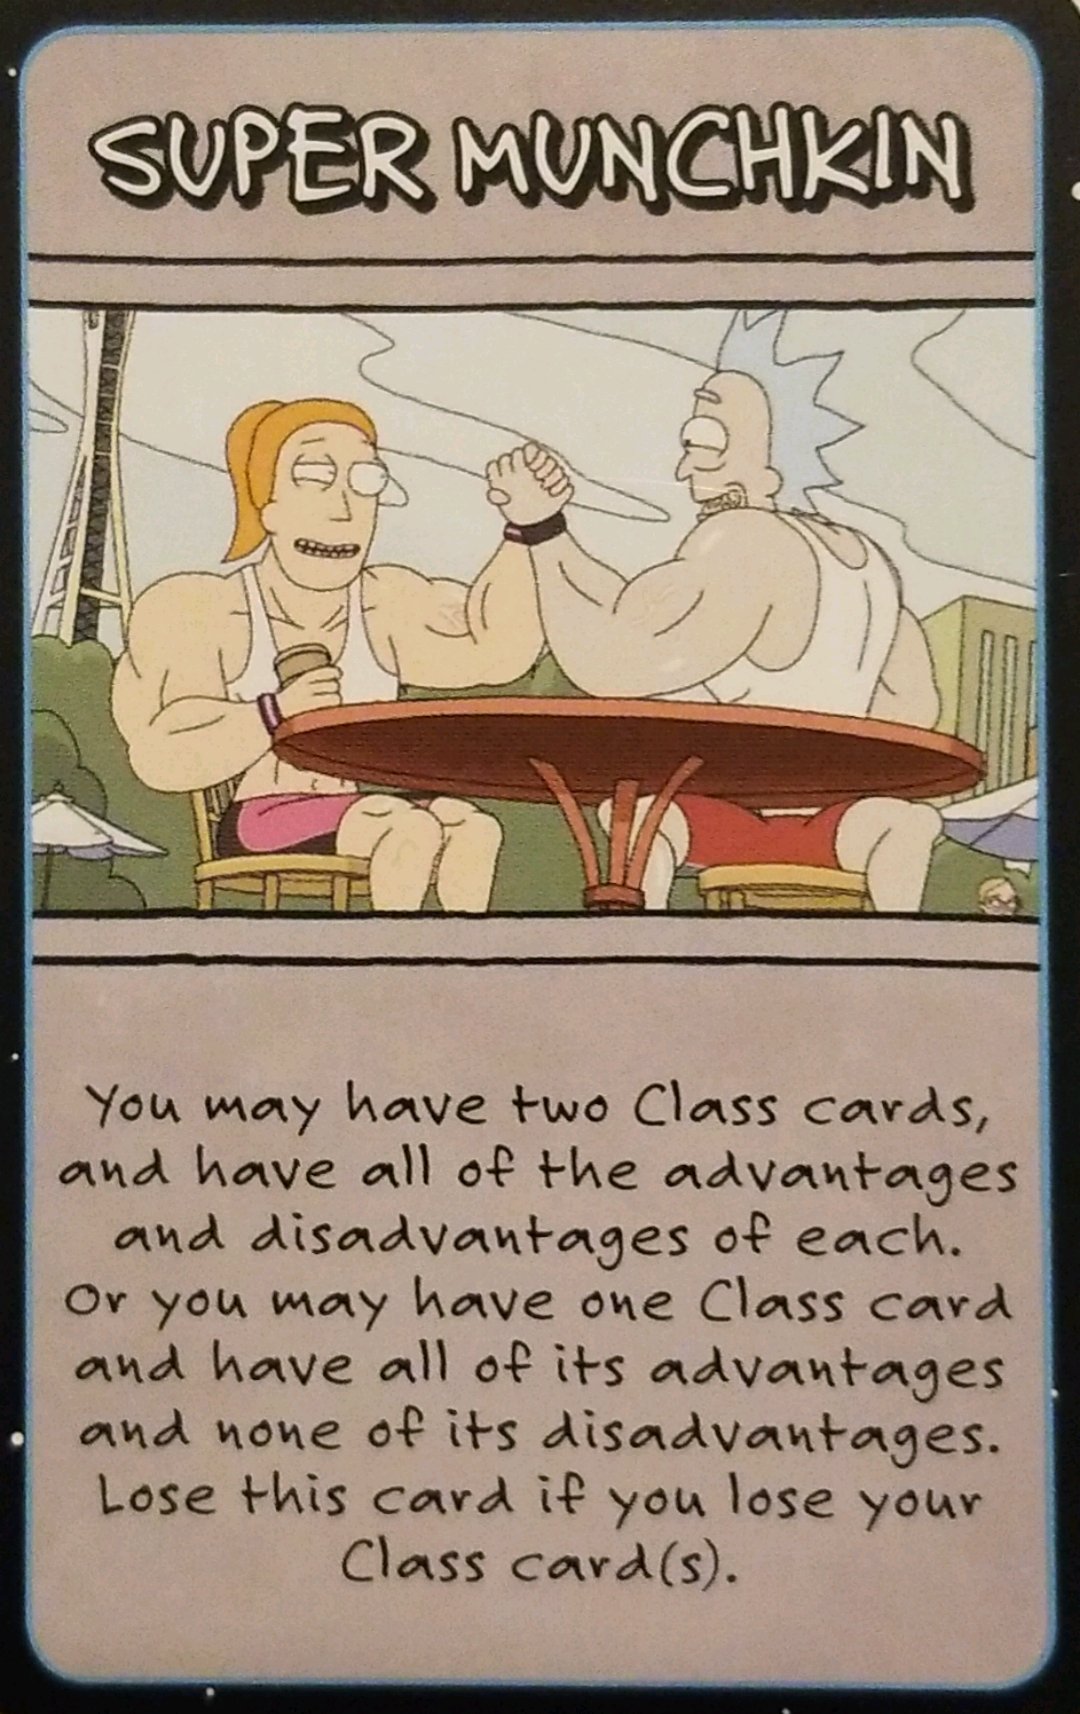 SUPER MUNCHKIN
You may have two Class cards,
and have all of the advantages
and disadvantages of each.
Or you may have one Class card
and have all of its advantages
and none of its disadvantages.
Lose this card if you lose your
Class card(s).